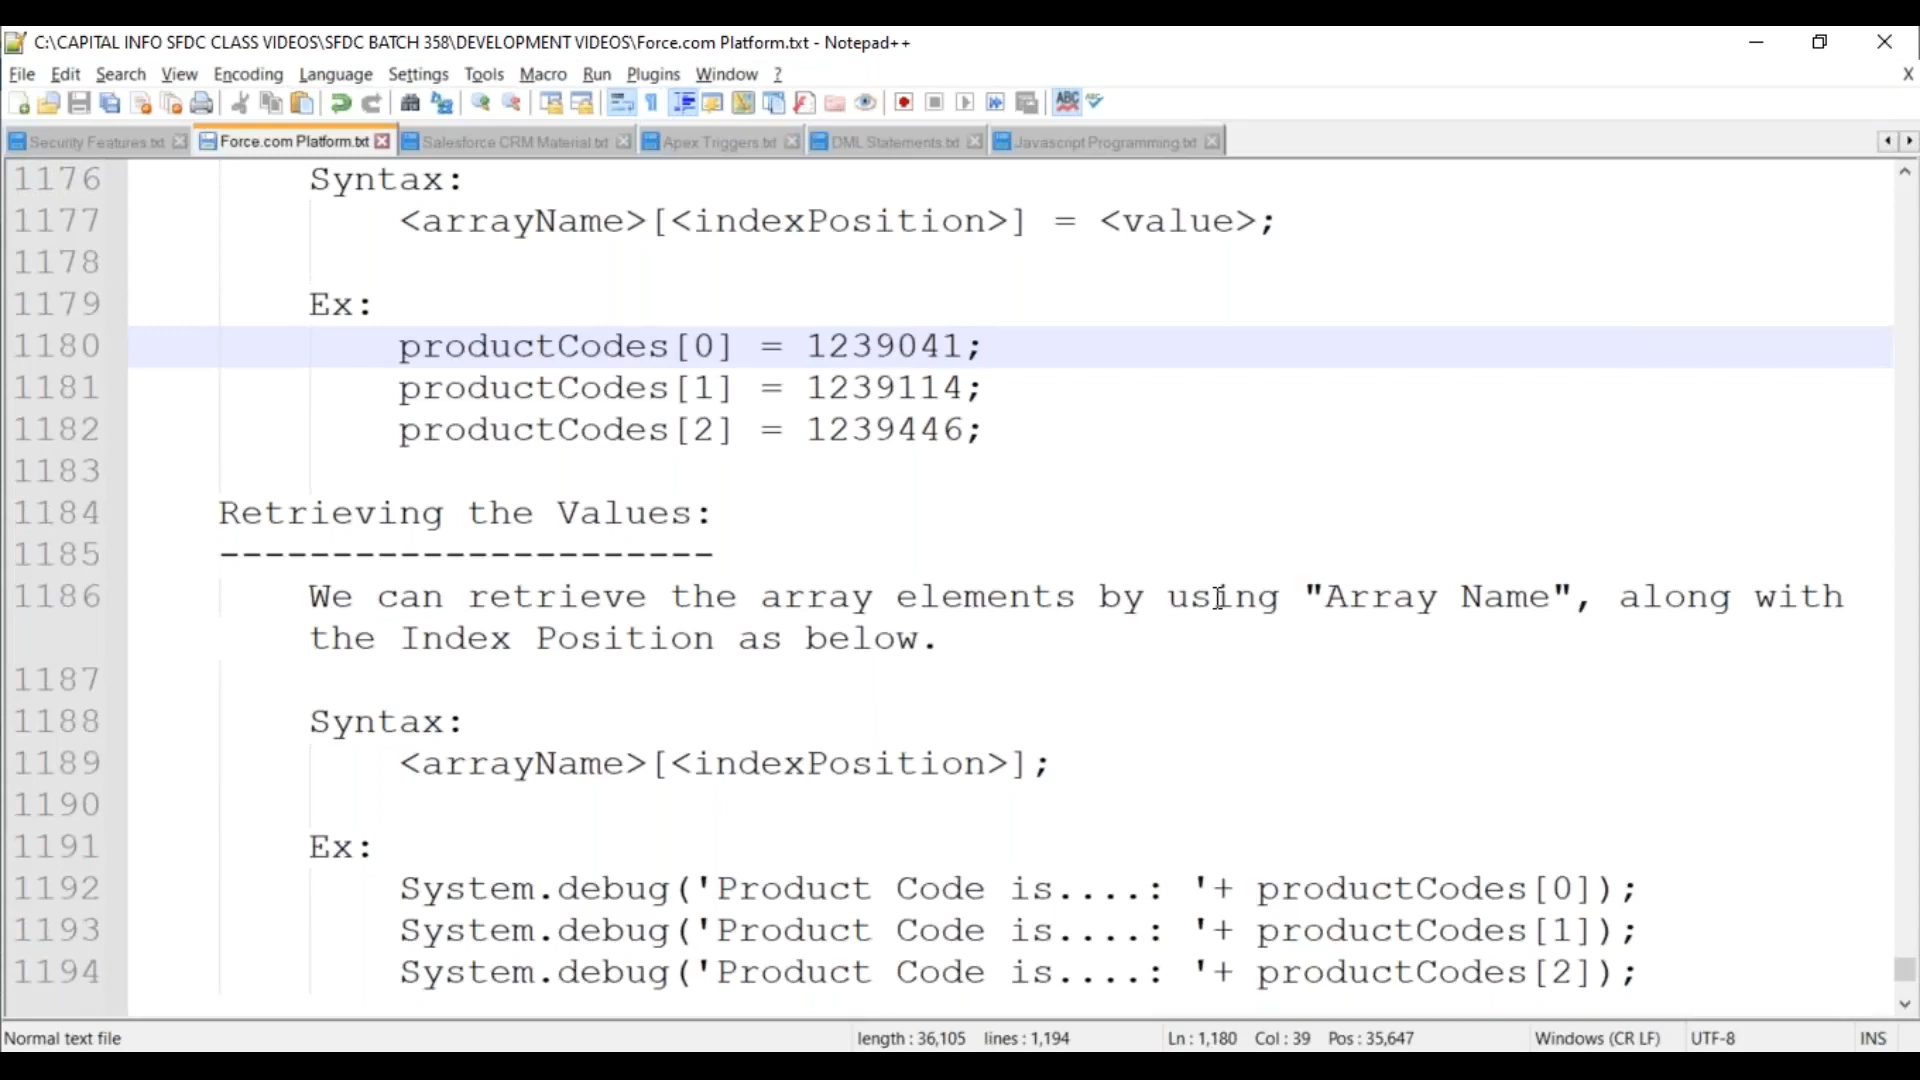 C:\CAPITAL INFO SFDC CLASS VIDEOS\SFDC BATCH 358\DEVELOPMENT VIDEOS\Force.com Platform.txt - Notepad++
File Edit Search View Encoding Language Settings Tools Macro Run Plugins Window ? X
Security Features.txt Force.com Platform.txt Salesforce CRM Material.txt Apex Triggers.txt DML Statements.txt Javascript Programming.txt
1176 Syntax:
1177 <arrayName>[<indexPosition>] = <value>;
1178
1179 Ex:
1180 productCodes[0] = 1239041;
1181 productCodes[1] = 1239114;
1182 productCodes[2] = 1239446;
1183
1184 Retrieving the Values:
1185 ----------------------
1186 We can retrieve the array elements by using "Array Name", along with
the Index Position as below.
1187
1188 Syntax:
1189 <arrayName>[<indexPosition>];
1190
1191 Ex:
1192 System.debug('Product Code is....: '+ productCodes[0]);
1193 System.debug('Product Code is....: '+ productCodes[1]);
1194 System.debug('Product Code is....: '+ productCodes[2]);
Normal text file length : 36,105 lines : 1,194 Ln : 1,180 Col : 39 Pos : 35,647 Windows (CR LF) UTF-8 INS